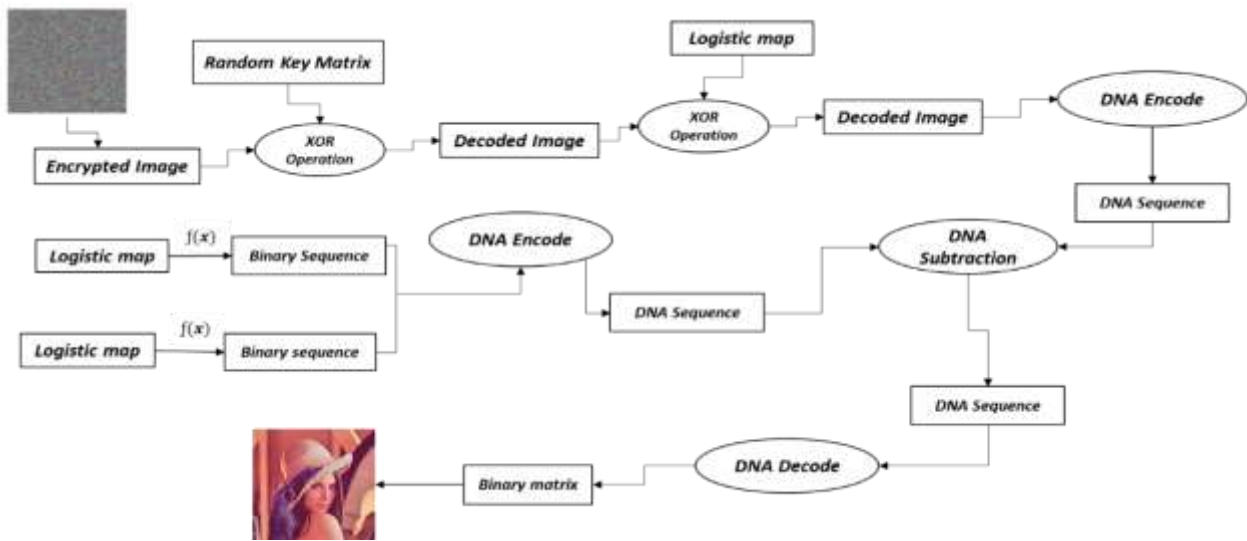 Logistic map
Random Key Matrix
DNA Encode
XOR
Operation
Decoded Image
XOR
Operation
Decoded Image
Encrypted Image
DNA Sequence
Logistic map
f(x)
Binary Sequence
DNA Encode
DNA
Subtraction
DNA Sequence
Logistic map
f(x)
Binary sequence
DNA Sequence
DNA Decode
Binary matrix